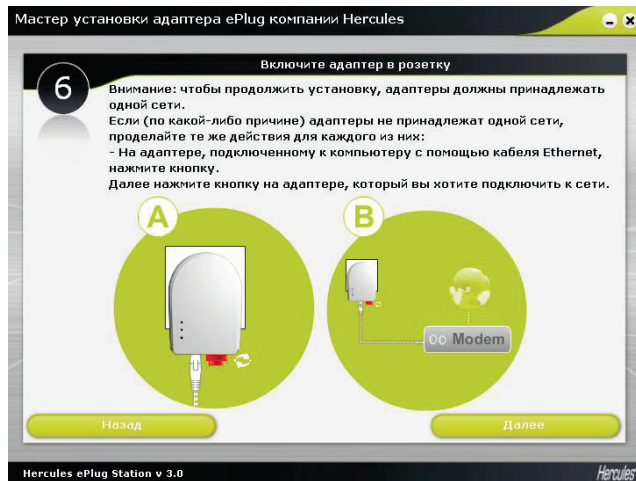 Мастер установки адаптера ePlug компании Hercules
Включите адаптер в розетку
6
Внимание: чтобы продолжить установку, адаптеры должны принадлежать
одной сети.
Если (по какой-либо причине) адаптеры не принадлежат одной сети,
проделайте те же действия для каждого из них:
- На адаптере, подключенному к компьютеру с помощью кабеля Ethernet,
нажмите кнопку.
Далее нажмите кнопку на адаптере, который вы хотите подключить к сети.
A
B
Modem
Назад
Далее
Hercules ePlug Station v 3.0
Hercules